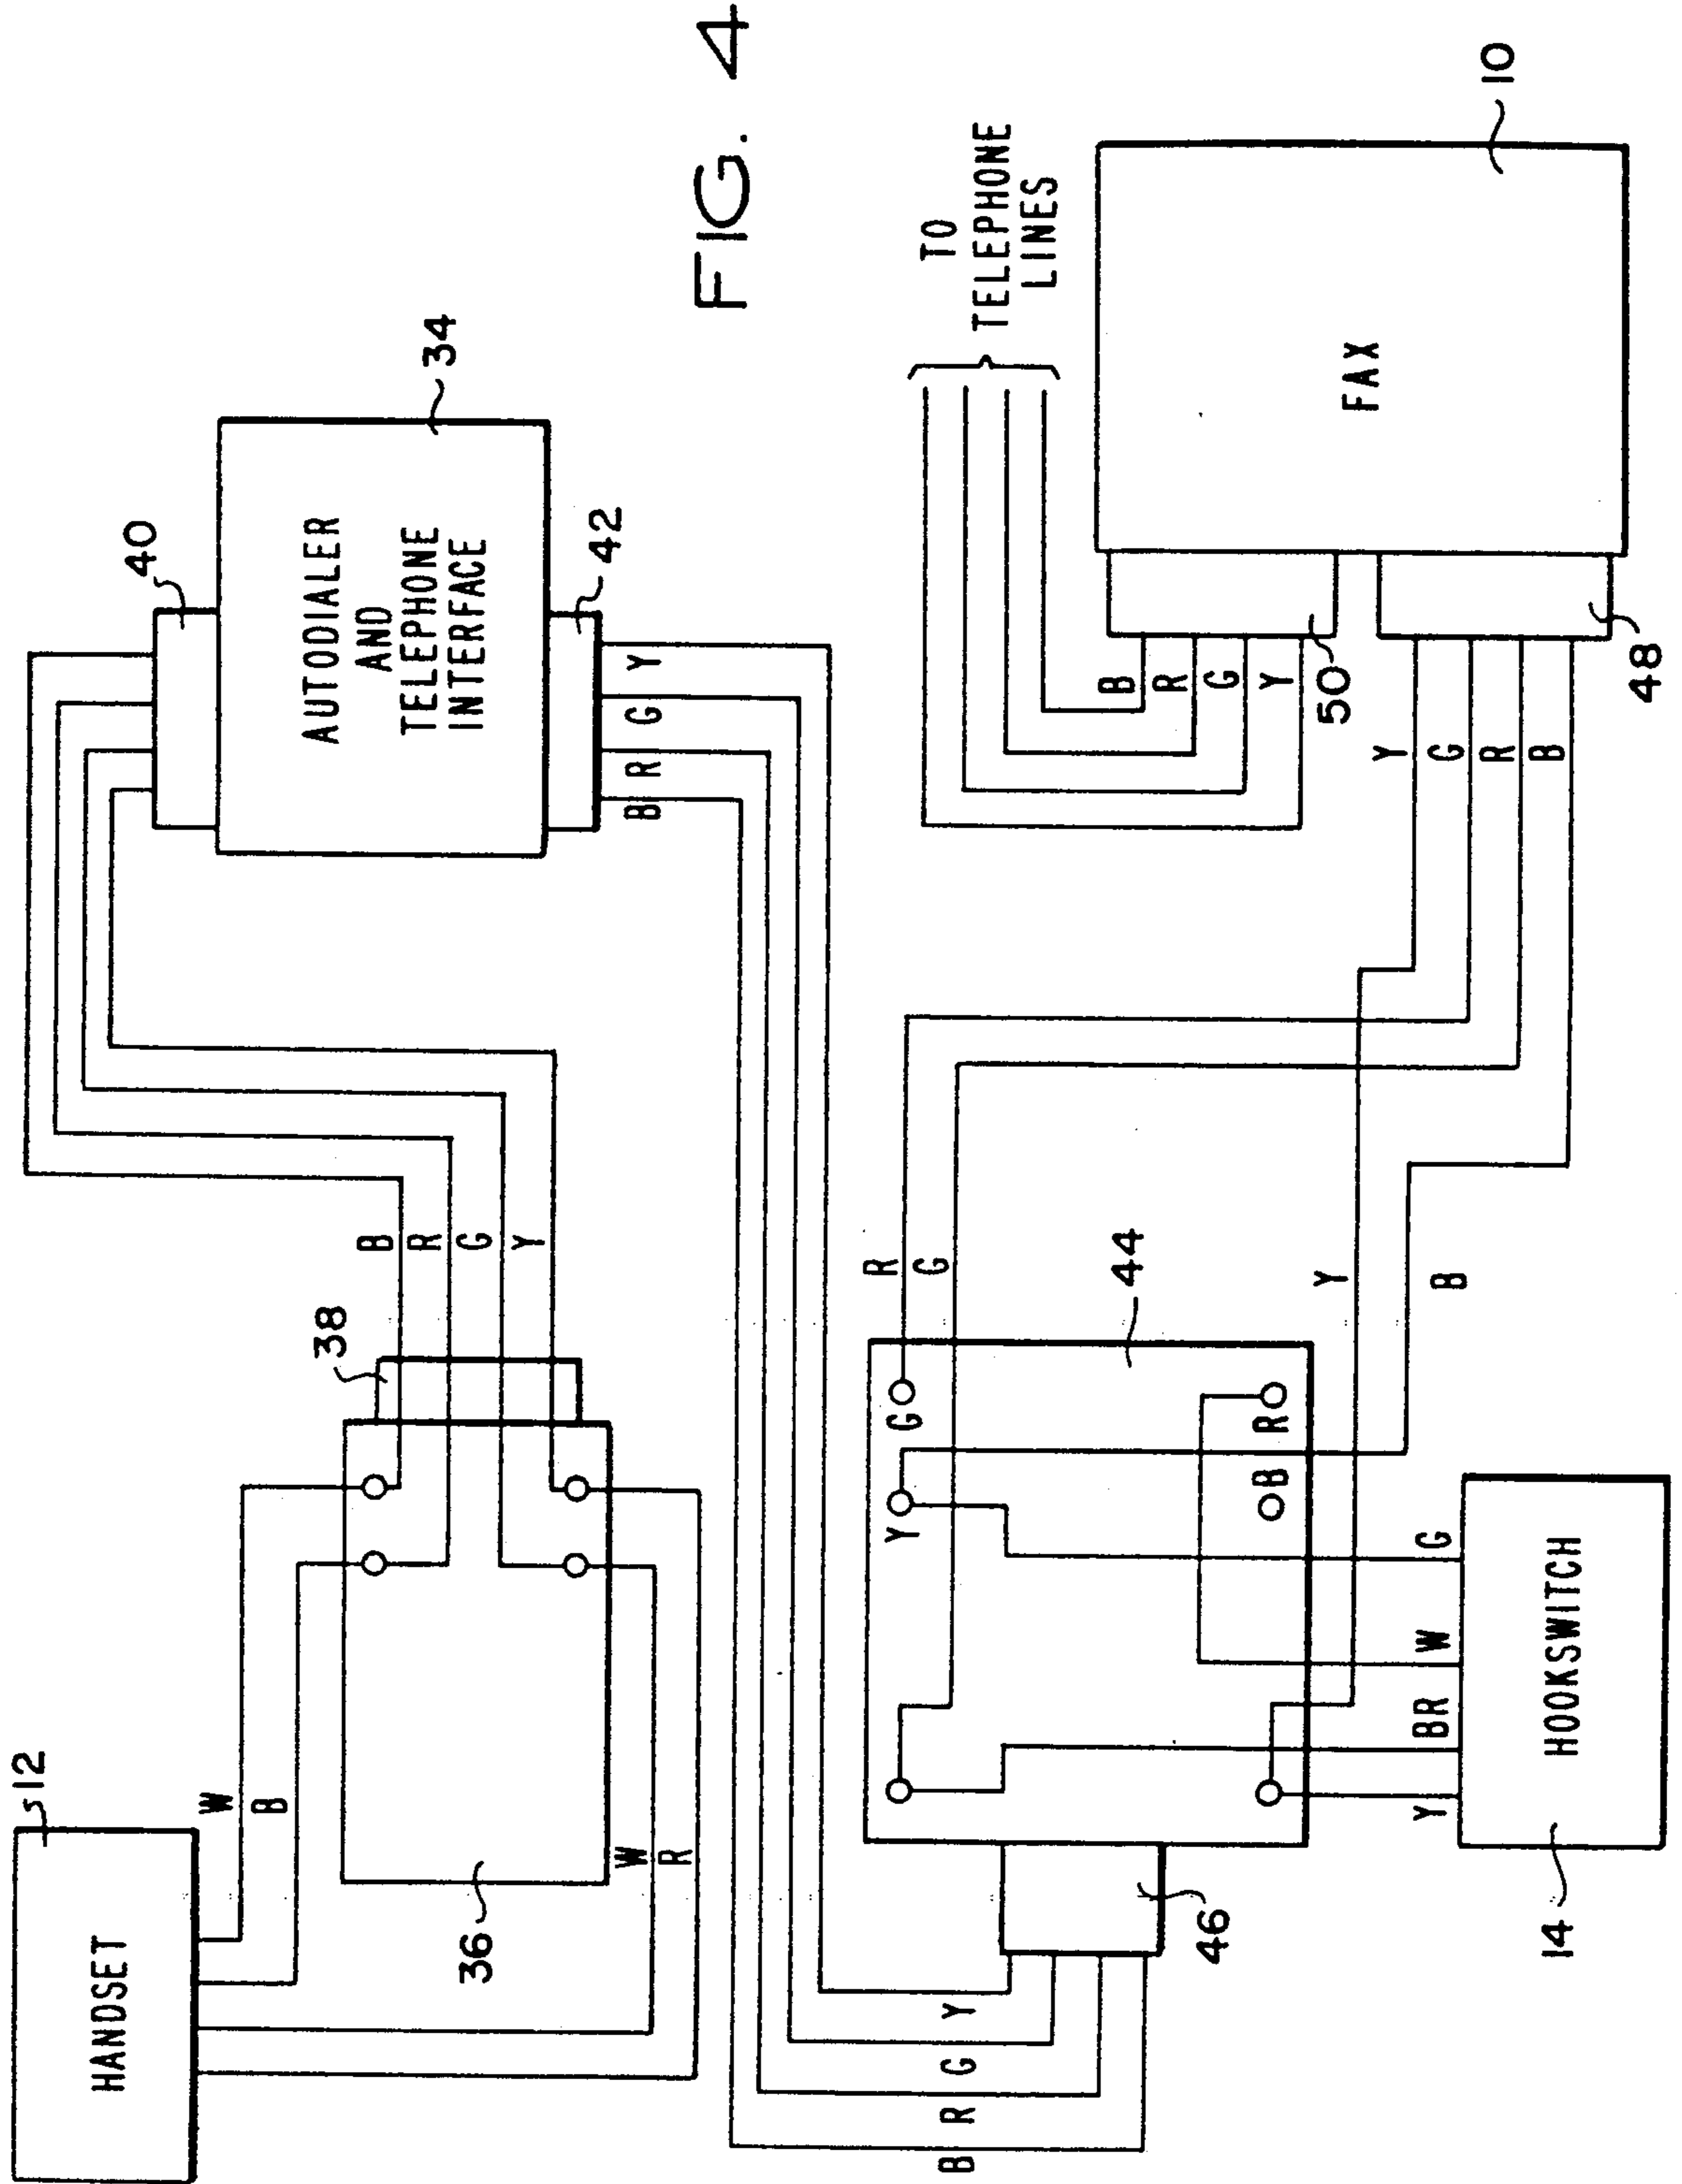 FIG. 4
HANDSET
12
W
B
W
R
36
38
B
R
G
Y
40
AUTODIALER
AND
TELEPHONE
INTERFACE
34
42
B
R
G
Y
B
R
G
Y
46
44
Y
G
B
R
R
G
Y
B
Y
BR
W
G
HOOKSWITCH
14
TO
TELEPHONE
LINES
B
R
G
Y
50
Y
G
R
B
48
FAX
10